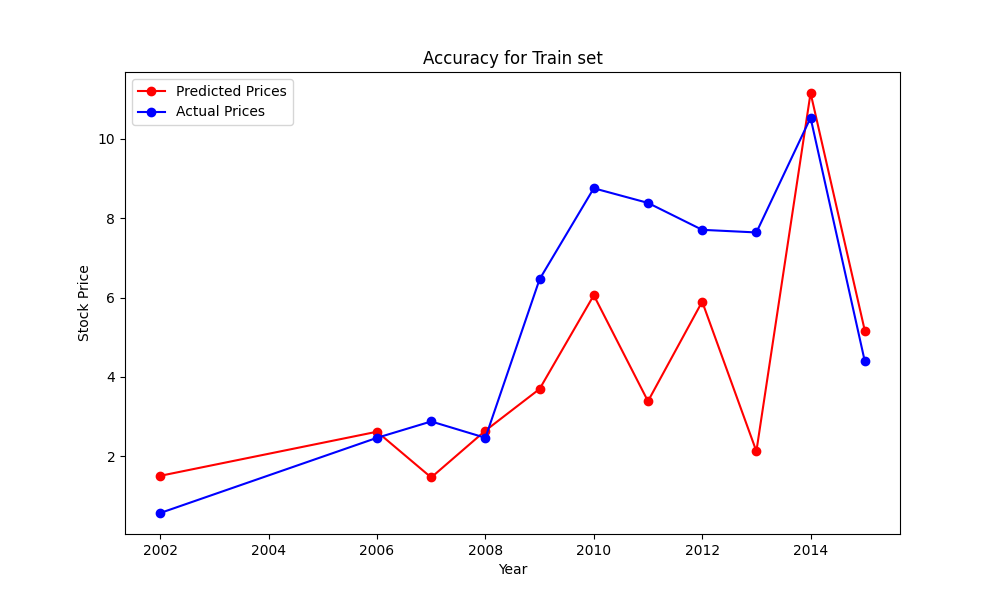 Accuracy for Train set
Predicted Prices
Actual Prices
10
8
6
4
2
Stock Price
2002 2004 2006 2008 2010 2012 2014
Year